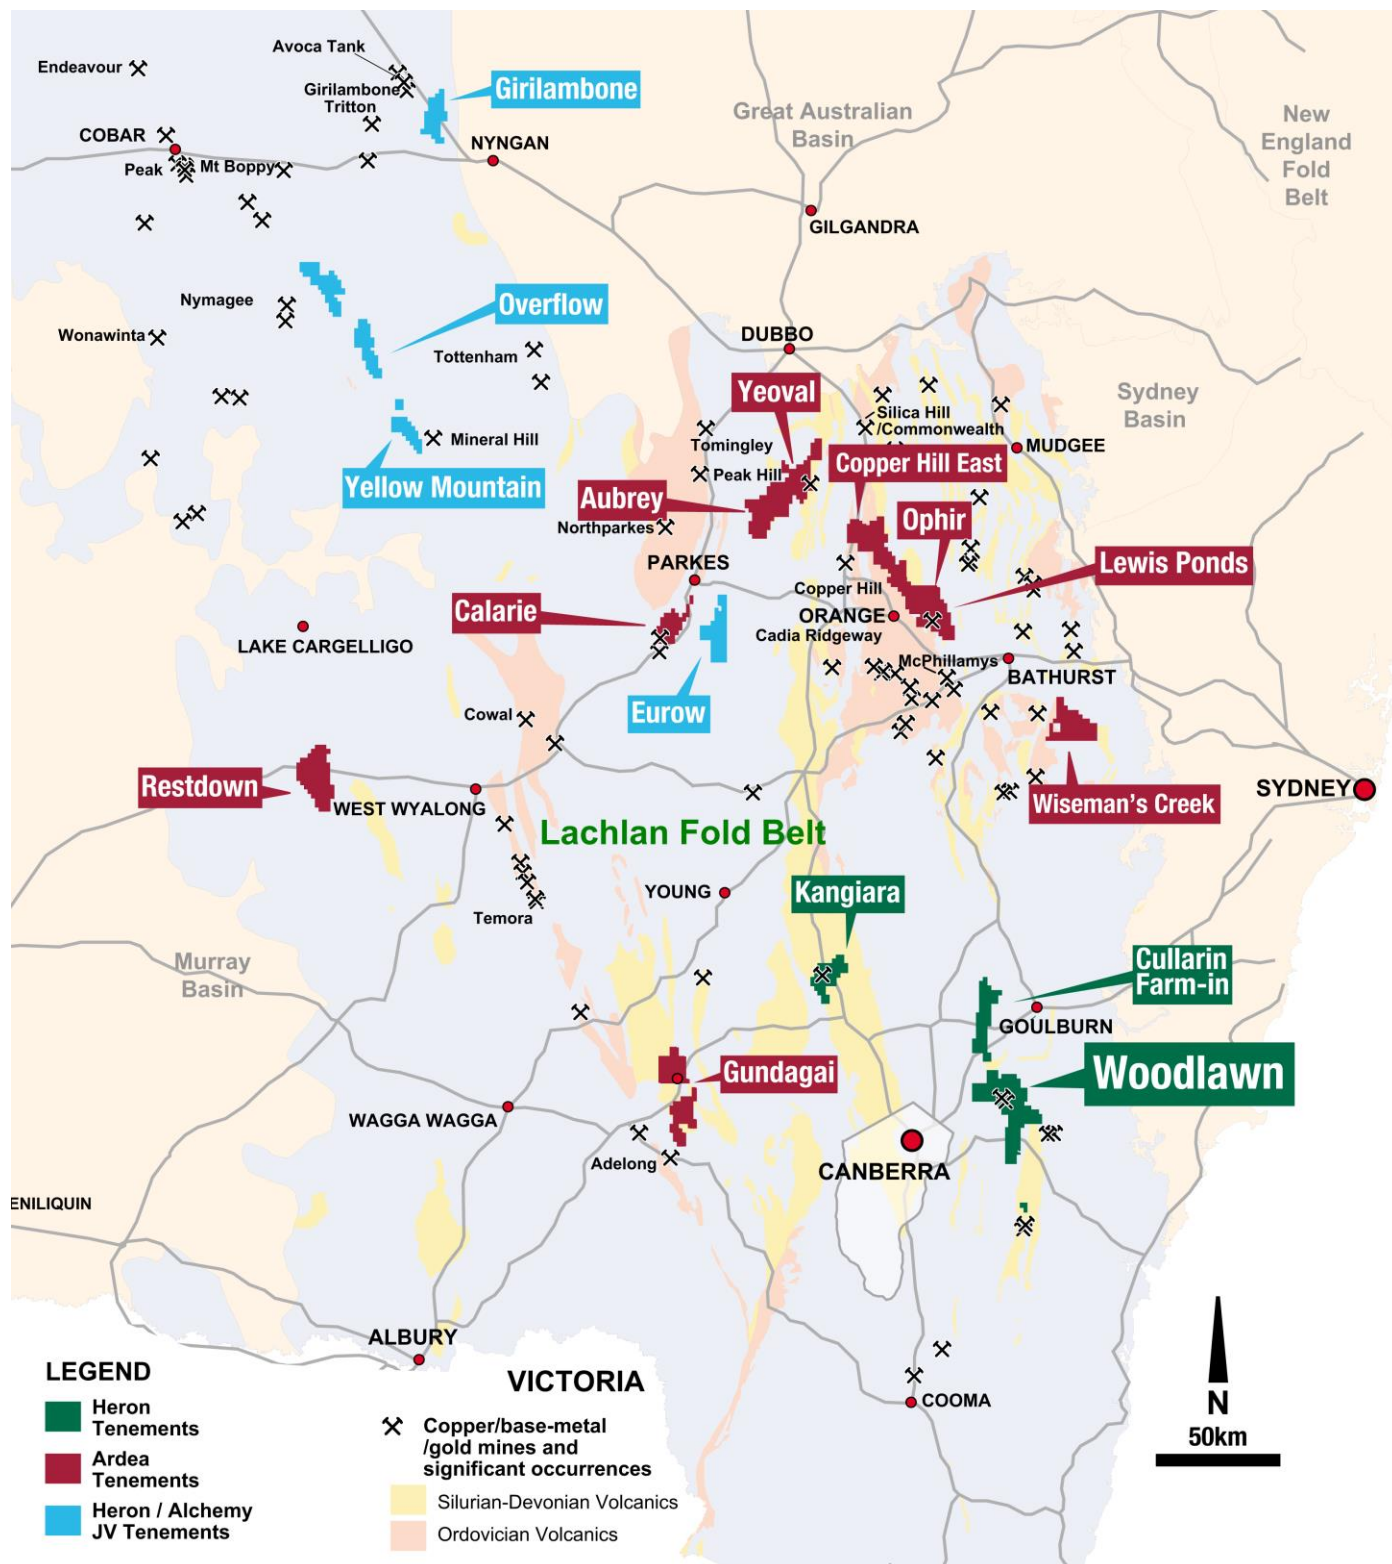 Avoca Tank
Endeavour
Girilambone
Tritton
Girilambone
Great Australian
Basin
New
England
Fold
Belt
COBAR
NYNGAN
Peak
Mt Boppy
GILGANDRA
Nymagee
Overflow
Wonawinta
Tottenham
DUBBO
Yeoval
Sydney
Basin
Silica Hill
/Commonwealth
Mineral Hill
Tomingley
MUDGEE
Yellow Mountain
Peak Hill
Copper Hill East
Aubrey
Northparkes
Ophir
PARKES
Lewis Ponds
Copper Hill
Calarie
ORANGE
Cadia Ridgeway
LAKE CARGELLIGO
McPhillamys
BATHURST
Eurow
Cowal
Restdown
WEST WYALONG
SYDNEY
Wiseman's Creek
Lachlan Fold Belt
YOUNG
Kangiara
Temora
Murray
Basin
Cullarin
Farm-in
GOULBURN
Gundagai
Woodlawn
WAGGA WAGGA
Adelong
CANBERRA
ENILIQUIN
ALBURY
VICTORIA
COOMA
LEGEND
Heron
Tenements
Ardea
Tenements
Heron / Alchemy
JV Tenements
Copper/base-metal
/gold mines and
significant occurrences
Silurian-Devonian Volcanics
Ordovician Volcanics
N
50km